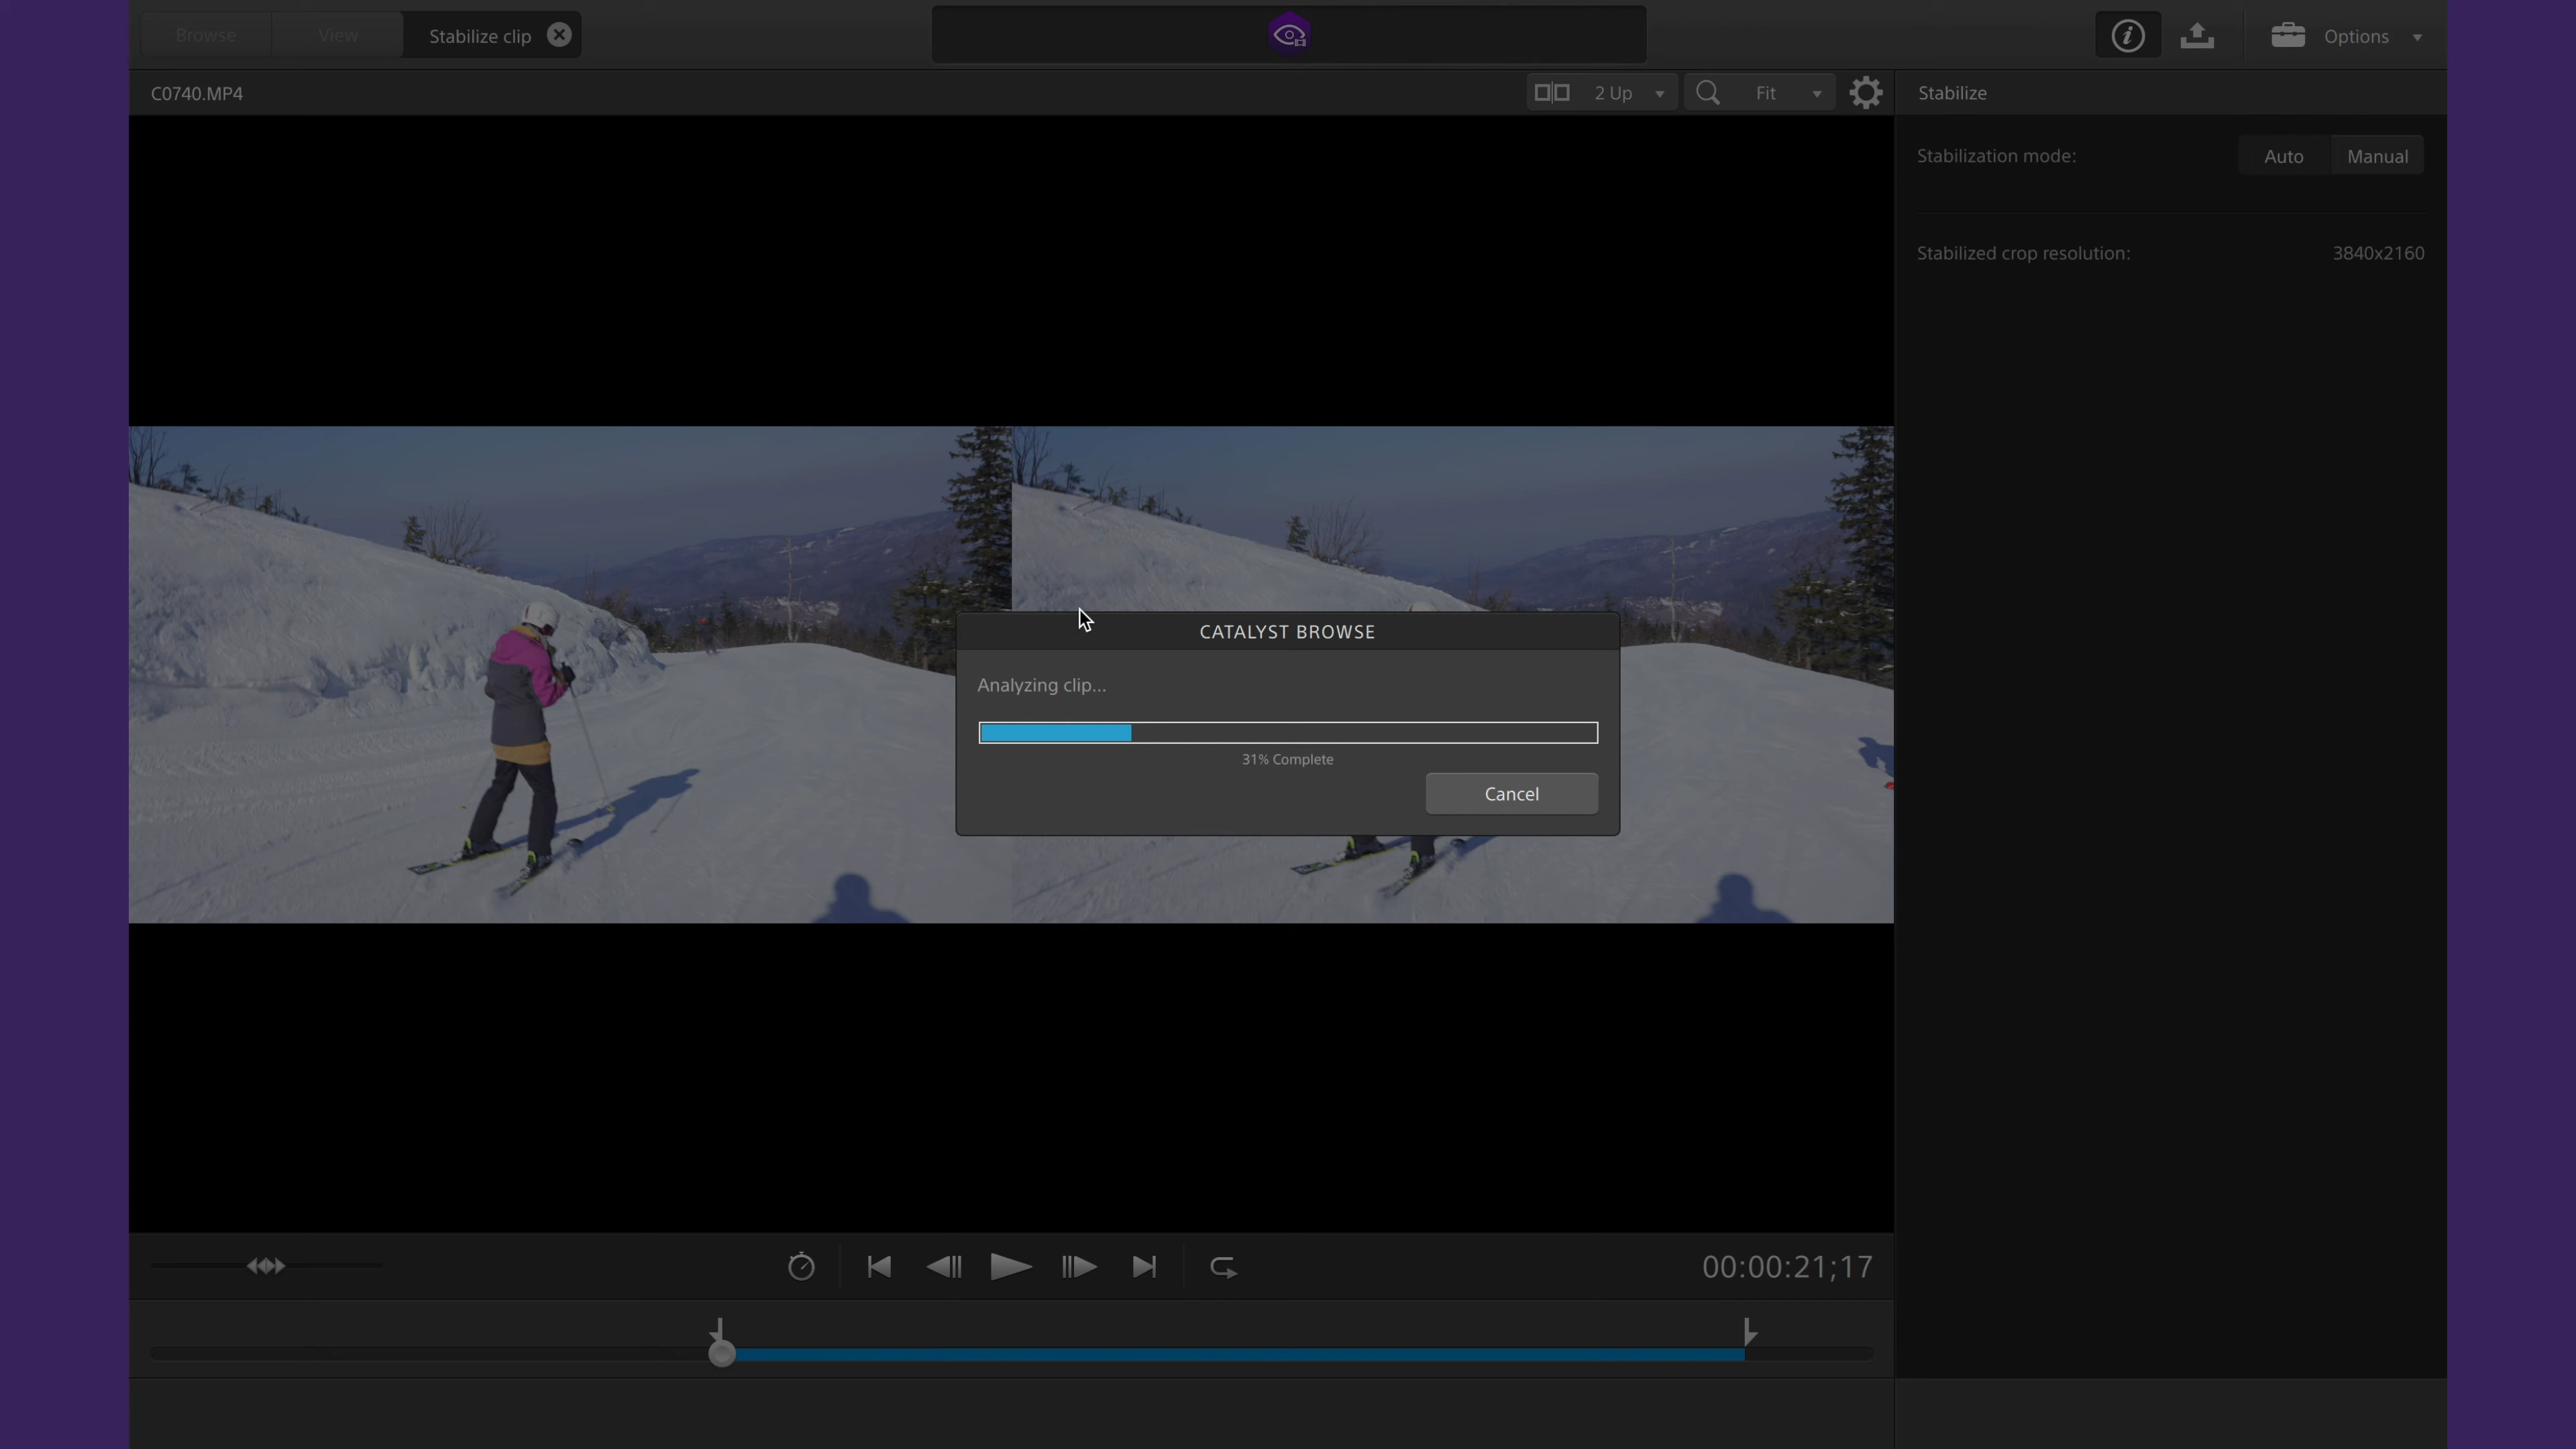 Browse
View
Stabilize clip
Options
C0740.MP4
2 Up
Fit
Stabilize
Stabilization mode:
Auto
Manual
Stabilized crop resolution:
3840x2160
CATALYST BROWSE
Analyzing clip...
31% Complete
Cancel
00:00:21;17